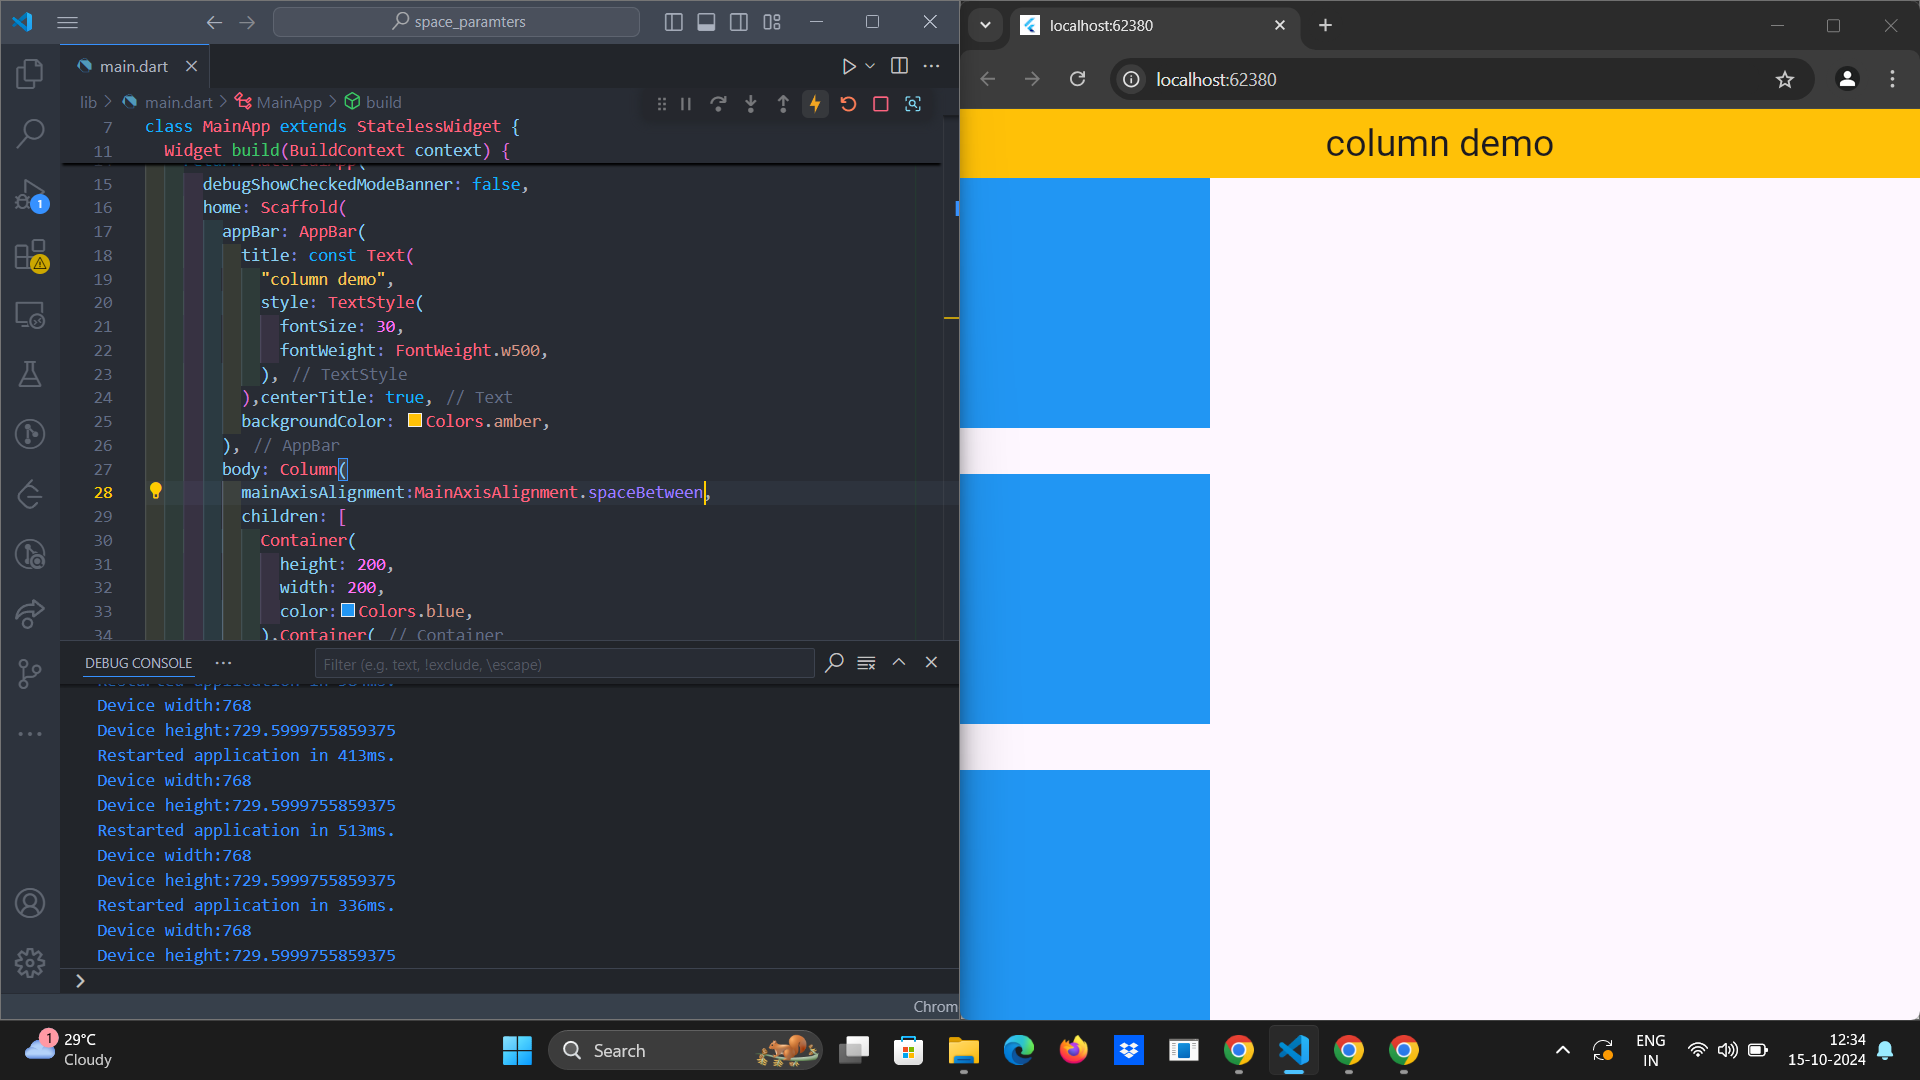 space_paramters
main.dart
lib > main.dart > MainApp > build
7 class MainApp extends StatelessWidget {
11 Widget build(BuildContext context) {
15 debugShowCheckedModeBanner: false,
16 home: Scaffold(
17 appBar: AppBar(
18 title: const Text(
19 "column demo",
20 style: TextStyle(
21 fontSize: 30,
22 fontWeight: FontWeight.w500,
23 ), // TextStyle
24 ),centerTitle: true, // Text
25 backgroundColor: Colors.amber,
26 ), // AppBar
27 body: Column(
28 mainAxisAlignment:MainAxisAlignment.spaceBetween,
29 children: [
30 Container(
31 height: 200,
32 width: 200,
33 color: Colors.blue,
34 ),Container( // Container
1
DEBUG CONSOLE
Filter (e.g. text, !exclude, \escape)
Device width:768
Device height:729.5999755859375
Restarted application in 413ms.
Device width:768
Device height:729.5999755859375
Restarted application in 513ms.
Device width:768
Device height:729.5999755859375
Restarted application in 336ms.
Device width:768
Device height:729.5999755859375
Chrom
localhost:62380
localhost:62380
column demo
1
29°C
Cloudy
Search
ENG
IN
12:34
15-10-2024